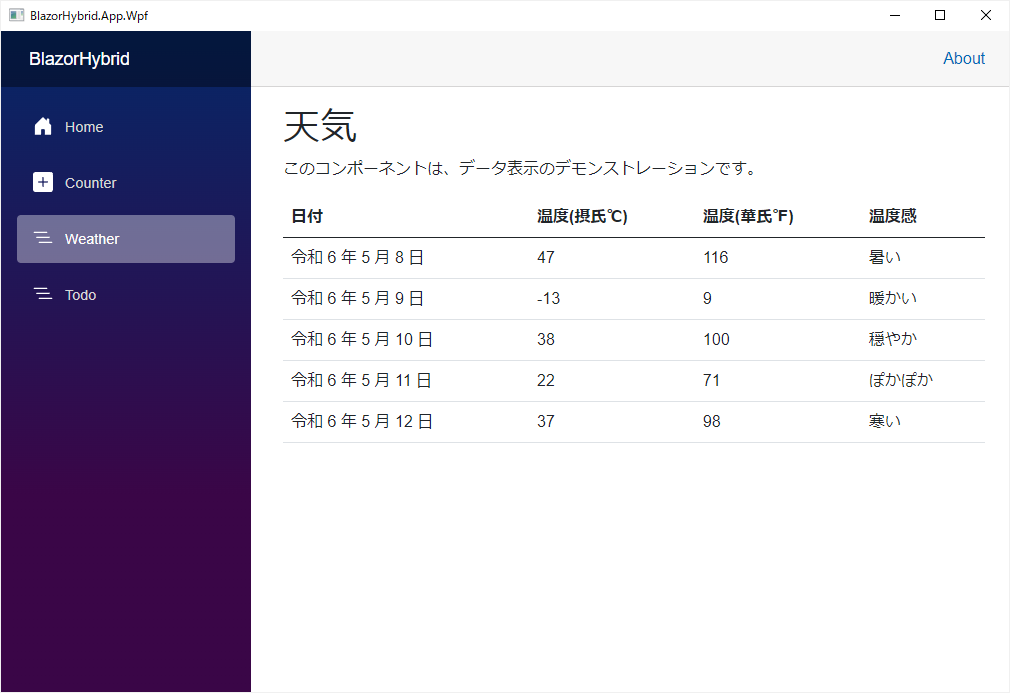 BlazorHybrid.App.Wpf
BlazorHybrid
About
Home
Counter
Weather
Todo
天気
このコンポーネントは、データ表示のデモンストレーションです。
日付 温度(摂氏℃) 温度(華氏℉) 温度感
令和 6 年 5 月 8 日 47 116 暑い
令和 6 年 5 月 9 日 -13 9 暖かい
令和 6 年 5 月 10 日 38 100 穏やか
令和 6 年 5 月 11 日 22 71 ぽかぽか
令和 6 年 5 月 12 日 37 98 寒い